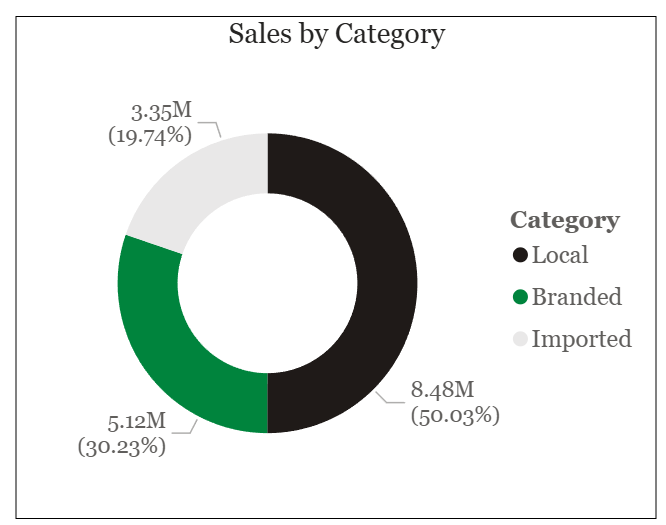 Sales by Category
3.35M
(19.74%)
Category
Local
Branded
Imported
8.48M
(50.03%)
5.12M
(30.23%)